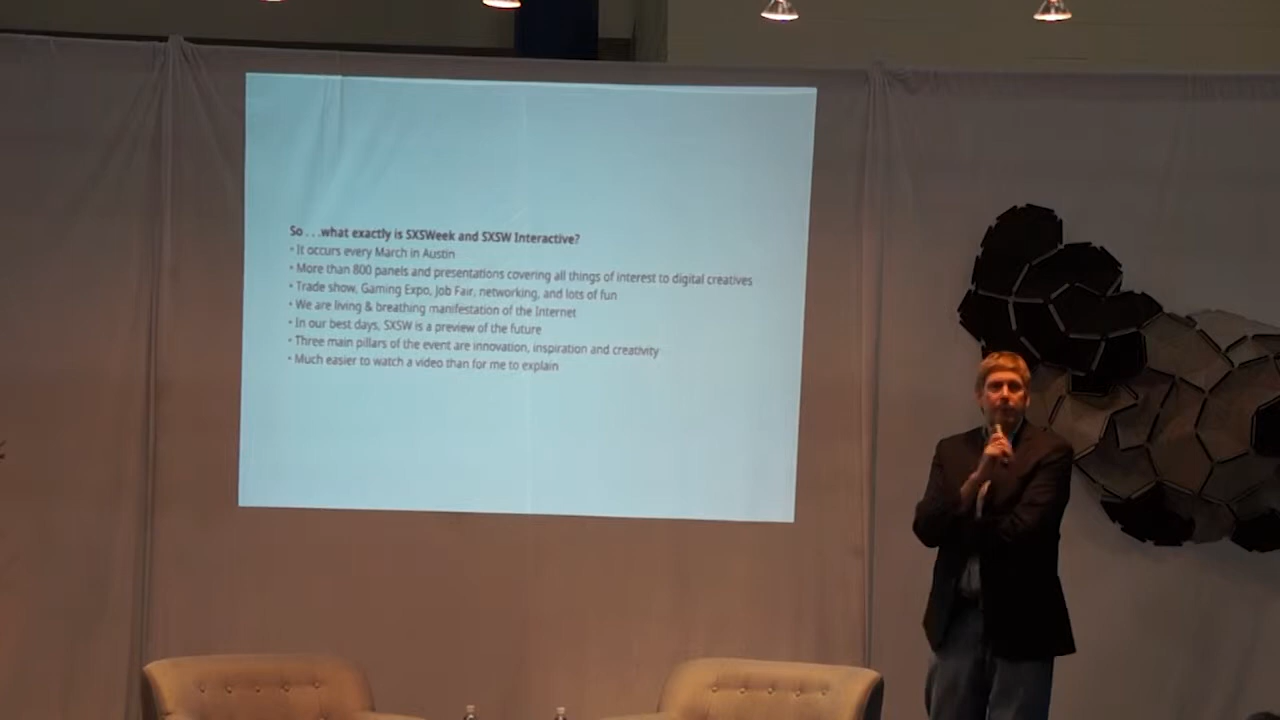 So . . .what exactly is SXSWeek and SXSW Interactive?
• It occurs every March in Austin
• More than 800 panels and presentations covering all things of interest to digital creatives
• Trade show, Gaming Expo, Job Fair, networking, and lots of fun
• We are living & breathing manifestation of the Internet
• In our best days, SXSW is a preview of the future
• Three main pillars of the event are innovation, inspiration and creativity
• Much easier to watch a video than for me to explain